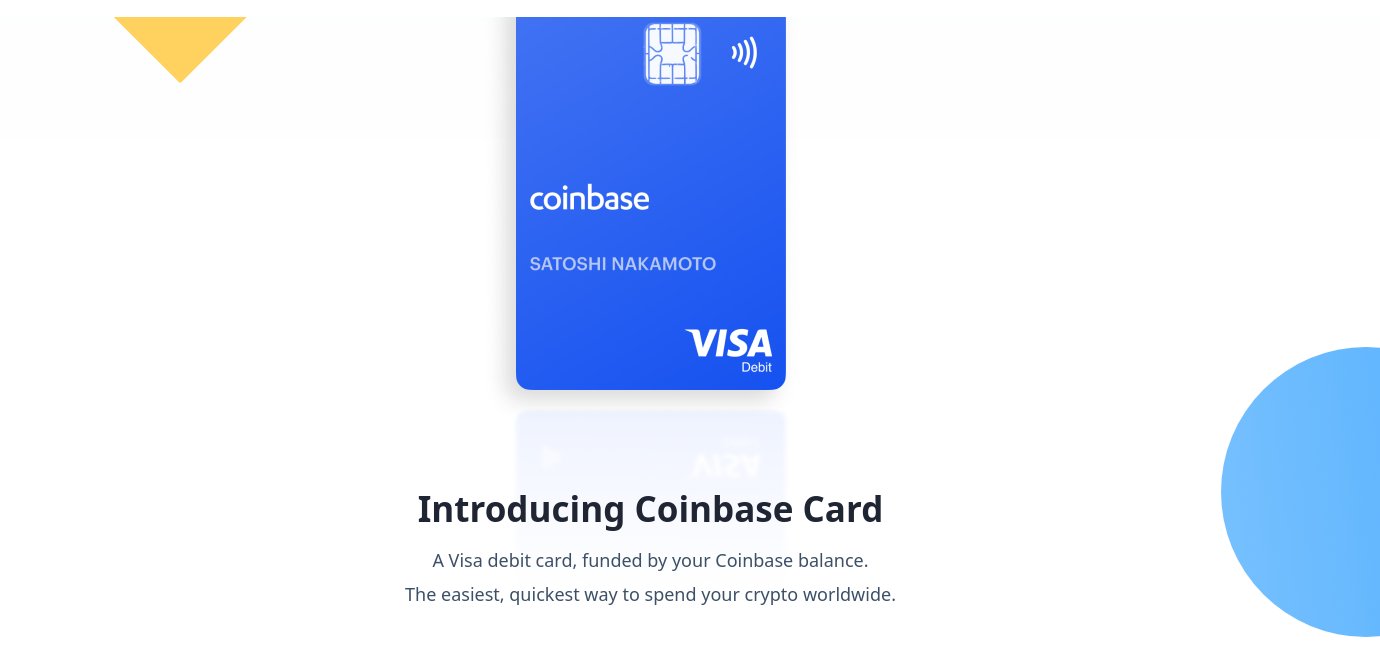 coinbase
SATOSHI NAKAMOTO
VISA
Debit
VISA
Introducing Coinbase Card
A Visa debit card, funded by your Coinbase balance.
The easiest, quickest way to spend your crypto worldwide.